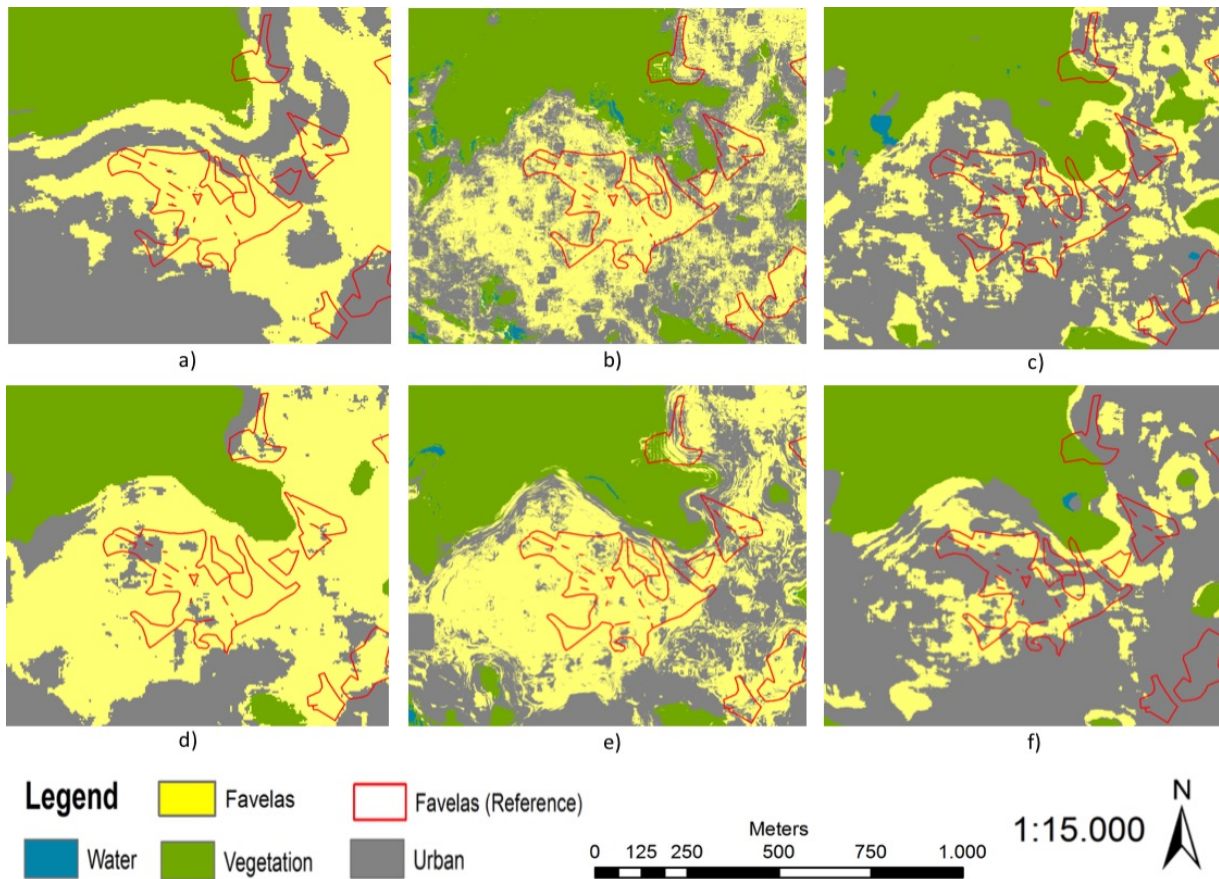 a)
b)
c)
d)
e)
f)
Legend
Favelas
Favelas (Reference)
Water
Vegetation
Urban
Meters
0 125 250 500 750 1.000
1:15.000
N